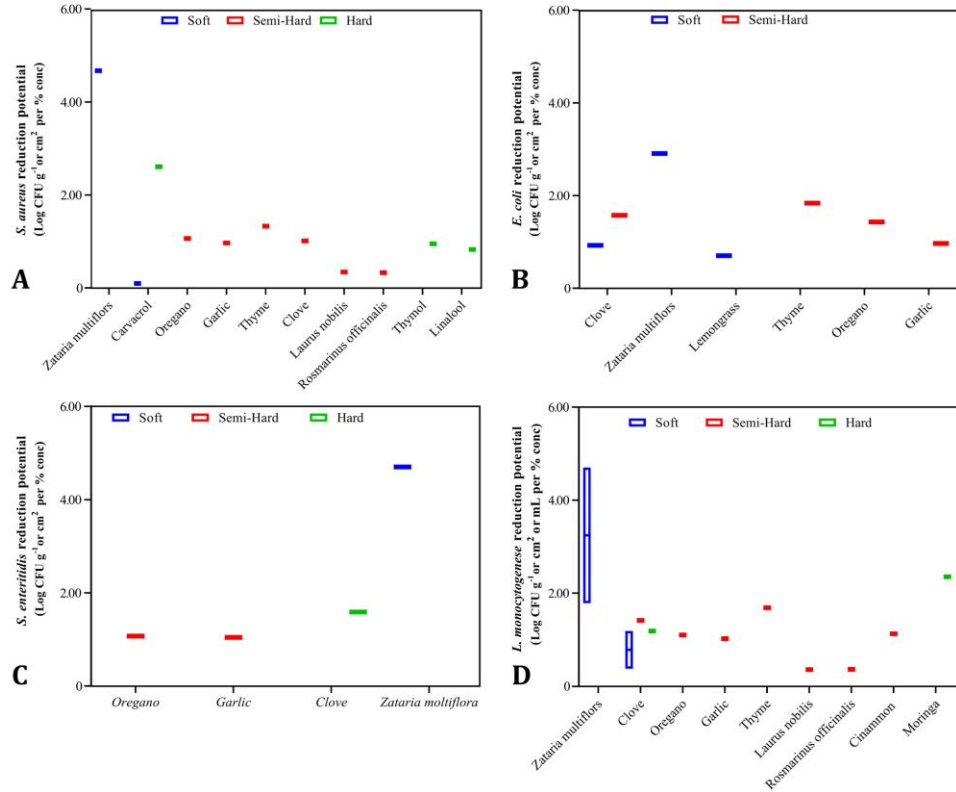 A
Soft Semi-Hard Hard
S. aureus reduction potential
(Log CFU g⁻¹ or cm² per % conc)
6.00
4.00
2.00
0
Zataria multiflors
Carvacrol
Oregano
Garlic
Thyme
Clove
Laurus nobilis
Rosmarinus officinalis
Thymol
Linalool
B
Soft Semi-Hard
E. coli reduction potential
(Log CFU g⁻¹ or cm² per % conc)
6.00
4.00
2.00
0
Clove
Zataria multiflors
Lemongrass
Thyme
Oregano
Garlic
C
Soft Semi-Hard Hard
S. enteritidis reduction potential
(Log CFU g⁻¹ or cm² per % conc)
6.00
4.00
2.00
0
Oregano
Garlic
Clove
Zataria moltiflora
D
Soft Semi-Hard Hard
L. monocytogenese reduction potential
(Log CFU g⁻¹ or cm² or mL per % conc)
6.00
4.00
2.00
0
Zataria multiflors
Clove
Oregano
Garlic
Thyme
Laurus nobilis
Rosmarinus officinalis
Cinammon
Moringa